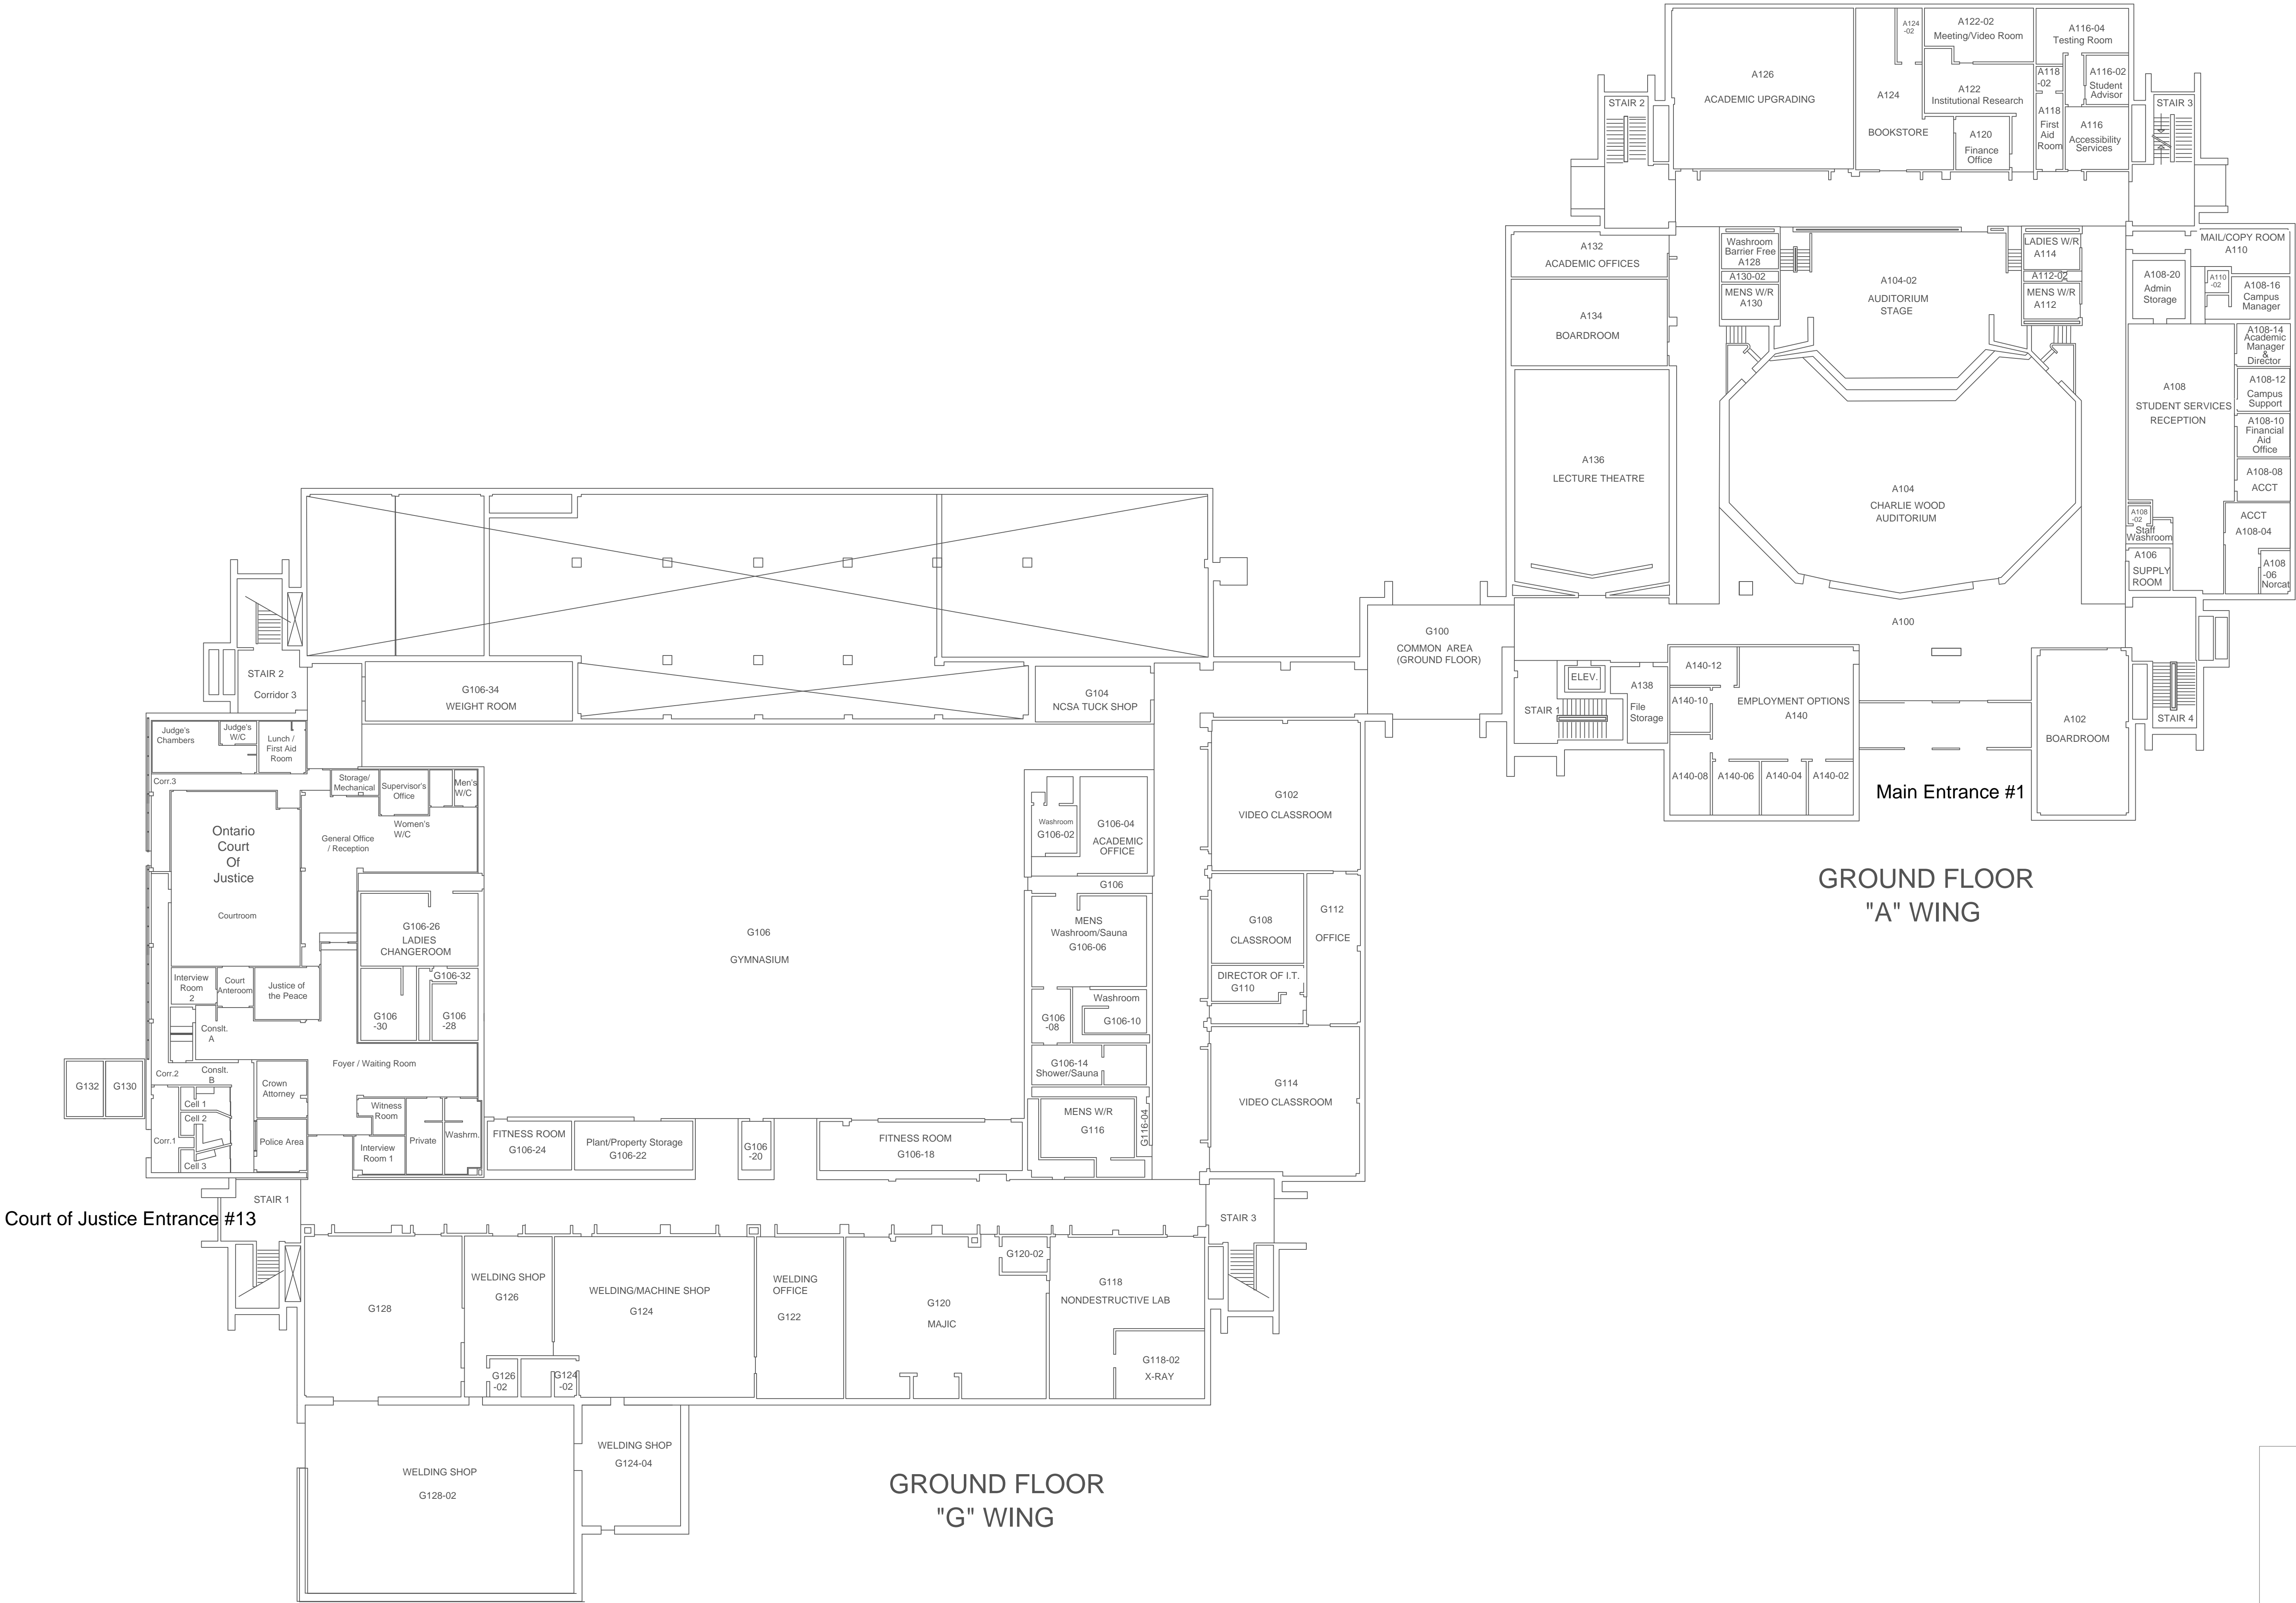 A124
-02
A122-02
Meeting/Video Room
A116-04
Testing Room
A126
ACADEMIC UPGRADING
A124
BOOKSTORE
A122
Institutional Research
A118
-02
A116-02
Student
Advisor
STAIR 2
STAIR 3
A118
First
Aid
Room
A116
Accessibility
Services
A120
Finance
Office
A132
ACADEMIC OFFICES
Washroom
Barrier Free
A128
A130-02
MENS W/R
A130
A104-02
AUDITORIUM
STAGE
LADIES W/R
A114
A112-02
MENS W/R
A112
MAIL/COPY ROOM
A110
A108-20
Admin
Storage
A110
-02
A108-16
Campus
Manager
A134
BOARDROOM
A108-14
Academic
Manager
&
Director
A108
STUDENT SERVICES
RECEPTION
A108-12
Campus
Support
A108-10
Financial
Aid
Office
A136
LECTURE THEATRE
A108-08
ACCT
A104
CHARLIE WOOD
AUDITORIUM
A108
-02
Staff
Washroom
ACCT
A108-04
A106
SUPPLY
ROOM
A108
-06
Norcat
A100
G100
COMMON AREA
(GROUND FLOOR)
ELEV.
STAIR 1
A138
File
Storage
A140-12
A140-10
EMPLOYMENT OPTIONS
A140
A140-08
A140-06
A140-04
A140-02
A102
BOARDROOM
STAIR 4
Main Entrance #1
GROUND FLOOR
"A" WING
STAIR 2
Corridor 3
G106-34
WEIGHT ROOM
G104
NCSA TUCK SHOP
Judge's
Chambers
Judge's
W/C
Lunch /
First Aid
Room
Corr.3
Storage/
Mechanical
Supervisor's
Office
Men's
W/C
Women's
W/C
General Office
/ Reception
Ontario
Court
Of
Justice
Courtroom
G106-26
LADIES
CHANGEROOM
G106-32
G106
-30
G106
-28
G106
GYMNASIUM
Washroom
G106-02
G106-04
ACADEMIC
OFFICE
G106
MENS
Washroom/Sauna
G106-06
G106
-08
Washroom
G106-10
G106-14
Shower/Sauna
MENS W/R
G116
G116-04
G102
VIDEO CLASSROOM
G108
CLASSROOM
G112
OFFICE
DIRECTOR OF I.T.
G110
G114
VIDEO CLASSROOM
Interview
Room
2
Court
Anteroom
Justice of
the Peace
Conslt.
A
Foyer / Waiting Room
G132
G130
Corr.2
Conslt.
B
Crown
Attorney
Cell 1
Cell 2
Cell 3
Corr.1
Police Area
Witness
Room
Interview
Room 1
Private
Washrm.
FITNESS ROOM
G106-24
Plant/Property Storage
G106-22
G106
-20
FITNESS ROOM
G106-18
STAIR 1
Court of Justice Entrance #13
STAIR 3
G128
WELDING SHOP
G126
G126
-02
WELDING/MACHINE SHOP
G124
G124
-02
WELDING
OFFICE
G122
G120
MAJIC
G120-02
G118
NONDESTRUCTIVE LAB
G118-02
X-RAY
WELDING SHOP
G128-02
WELDING SHOP
G124-04
GROUND FLOOR
"G" WING